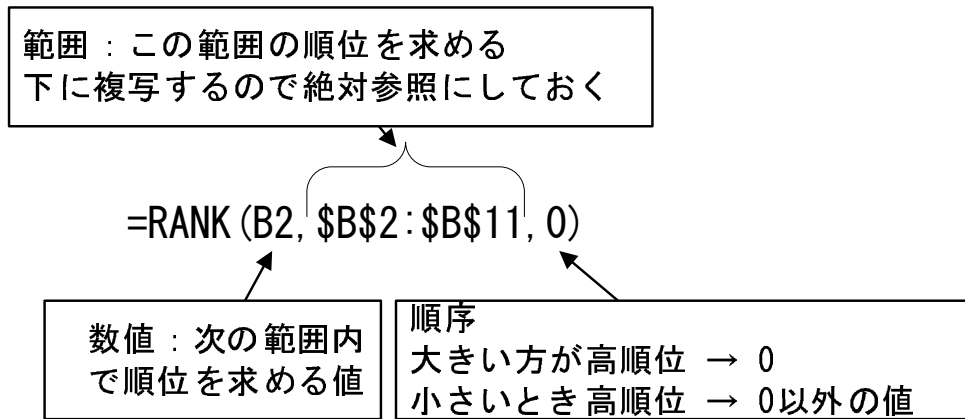 範囲：この範囲の順位を求める
下に複写するので絶対参照にしておく
=RANK(B2,$B$2:$B$11,0)
数値：次の範囲内
で順位を求める値
順序
大きい方が高順位 → 0
小さいとき高順位 → 0以外の値